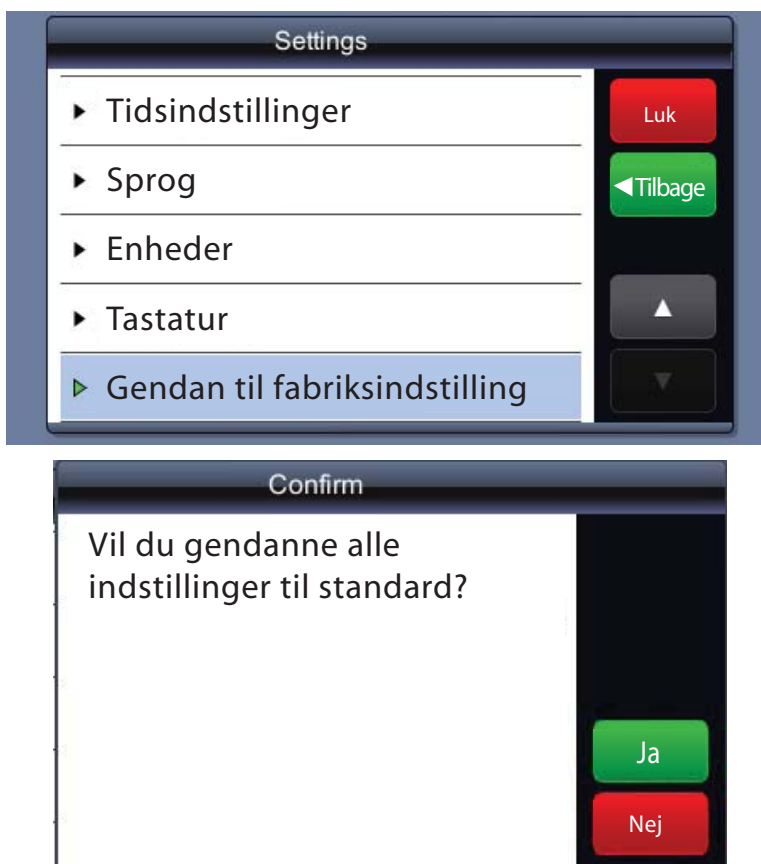 Settings
Tidsindstillinger
Luk
Sprog
Tilbage
Enheder
Tastatur
Gendan til fabriksindstilling
Confirm
Vil du gendanne alle
indstillinger til standard?
Ja
Nej